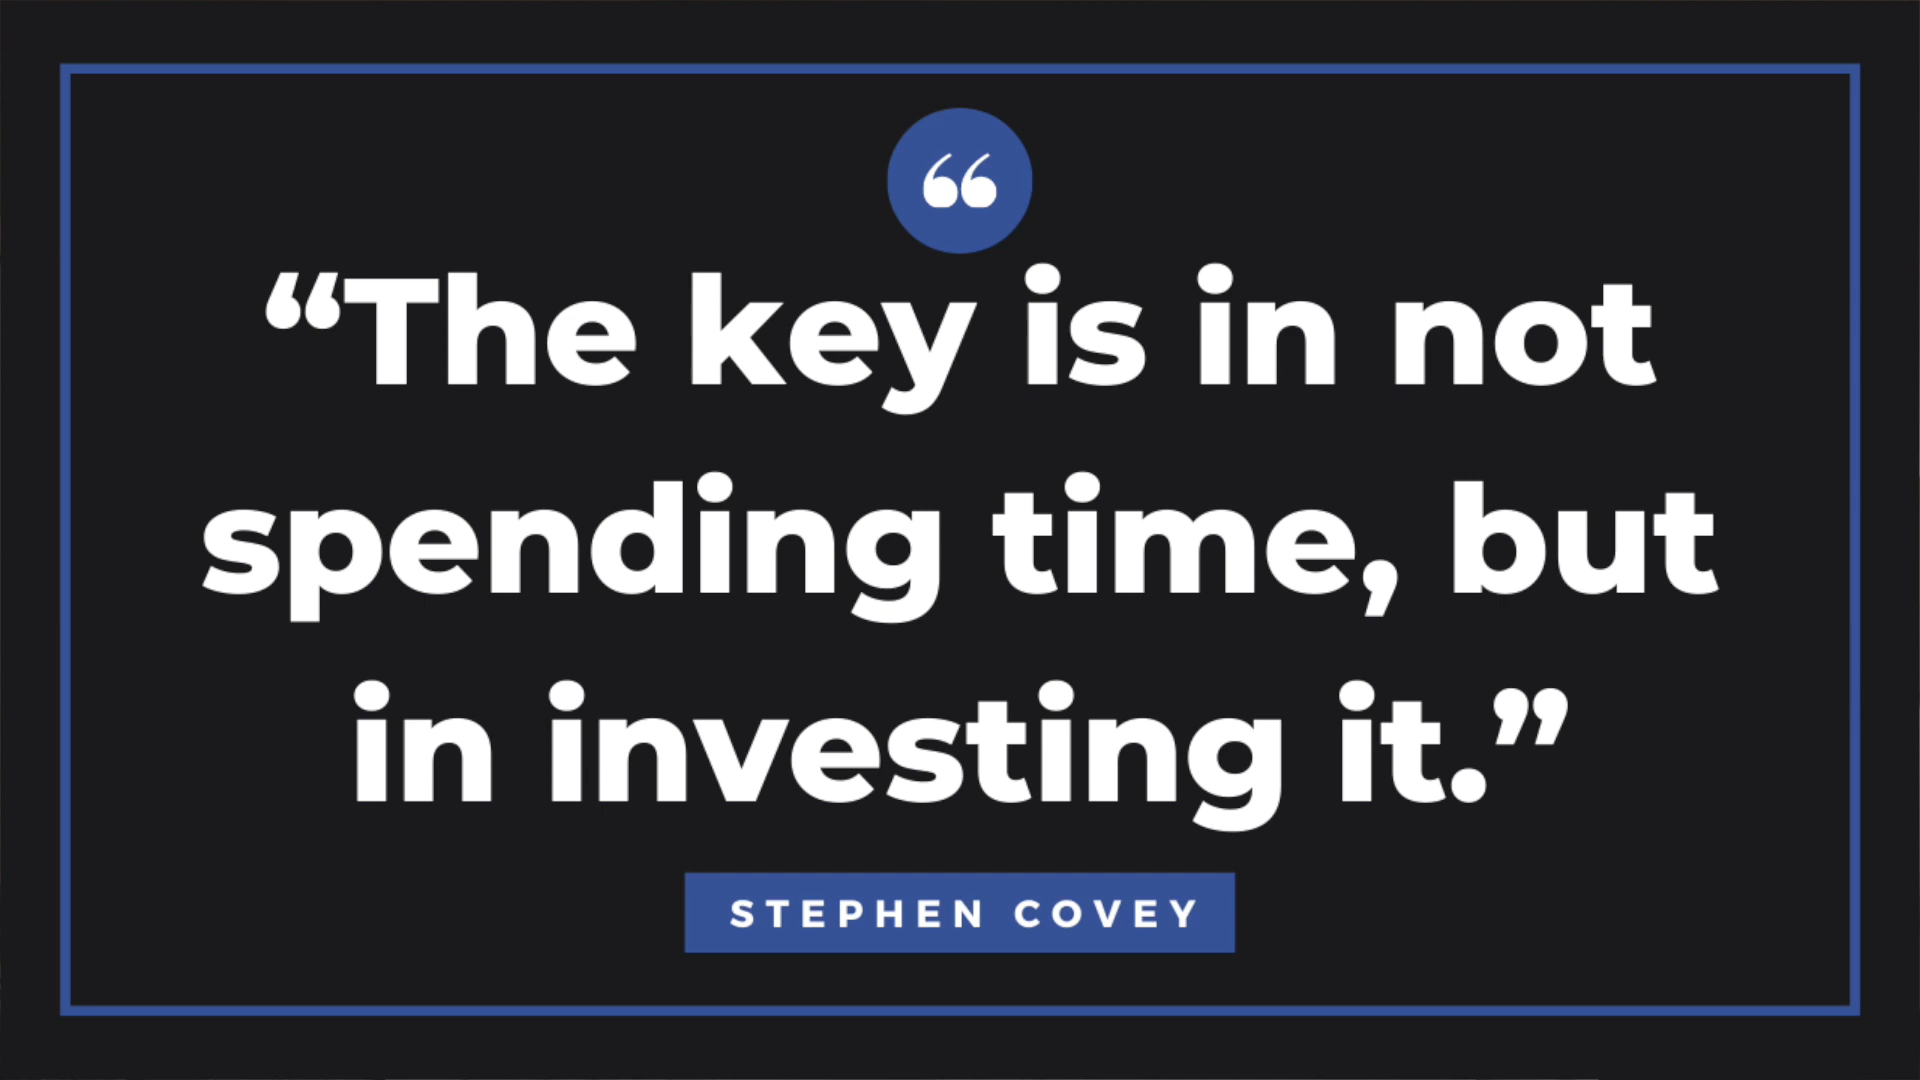 “
“The key is in not
spending time, but
in investing it.”
STEPHEN COVEY